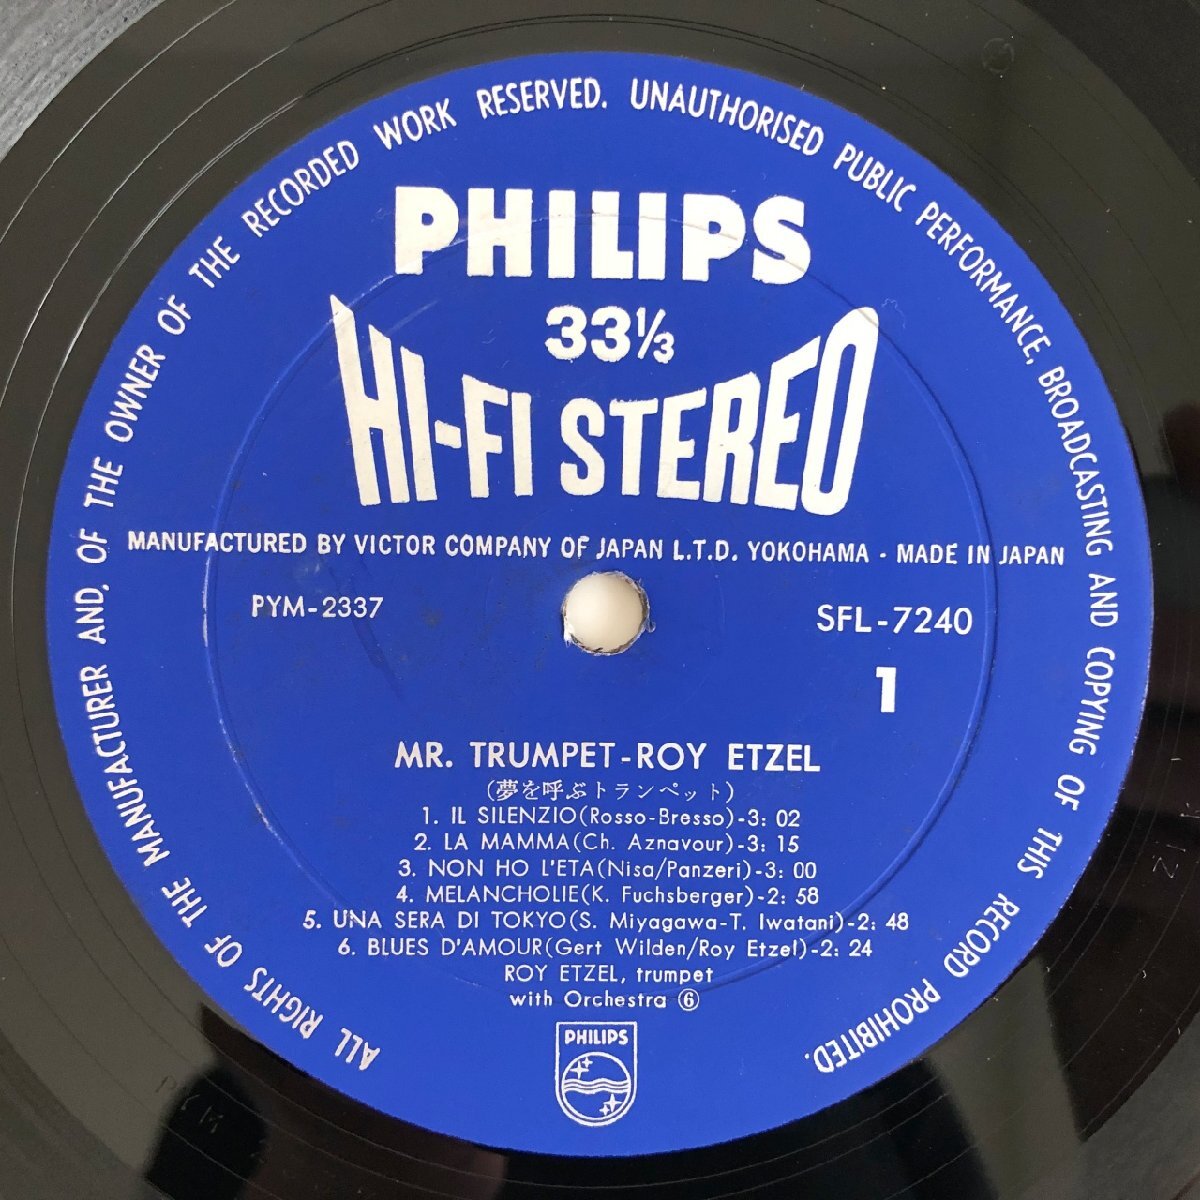 ALL RIGHTS OF THE MANUFACTURER AND, OF THE OWNER OF THE RECORDED WORK RESERVED. UNAUTHORISED PUBLIC PERFORMANCE, BROADCASTING AND COPYING OF THIS RECORD PROHIBITED.
PHILIPS
33⅓
HI-FI STEREO
MANUFACTURED BY VICTOR COMPANY OF JAPAN L.T.D. YOKOHAMA · MADE IN JAPAN
PYM-2337
SFL-7240
1
MR. TRUMPET-ROY ETZEL
(夢を呼ぶトランペット)
1. IL SILENZIO(Rosso-Bresso)-3: 02
2. LA MAMMA(Ch. Aznavour)-3: 15
3. NON HO L'ETA(Nisa/Panzeri)-3: 00
4. MELANCHOLIE(K. Fuchsberger)-2: 58
5. UNA SERA DI TOKYO(S. Miyagawa-T. Iwatani)-2: 48
6. BLUES D'AMOUR(Gert Wilden/Roy Etzel)-2: 24
ROY ETZEL, trumpet
with Orchestra ⑥
PHILIPS